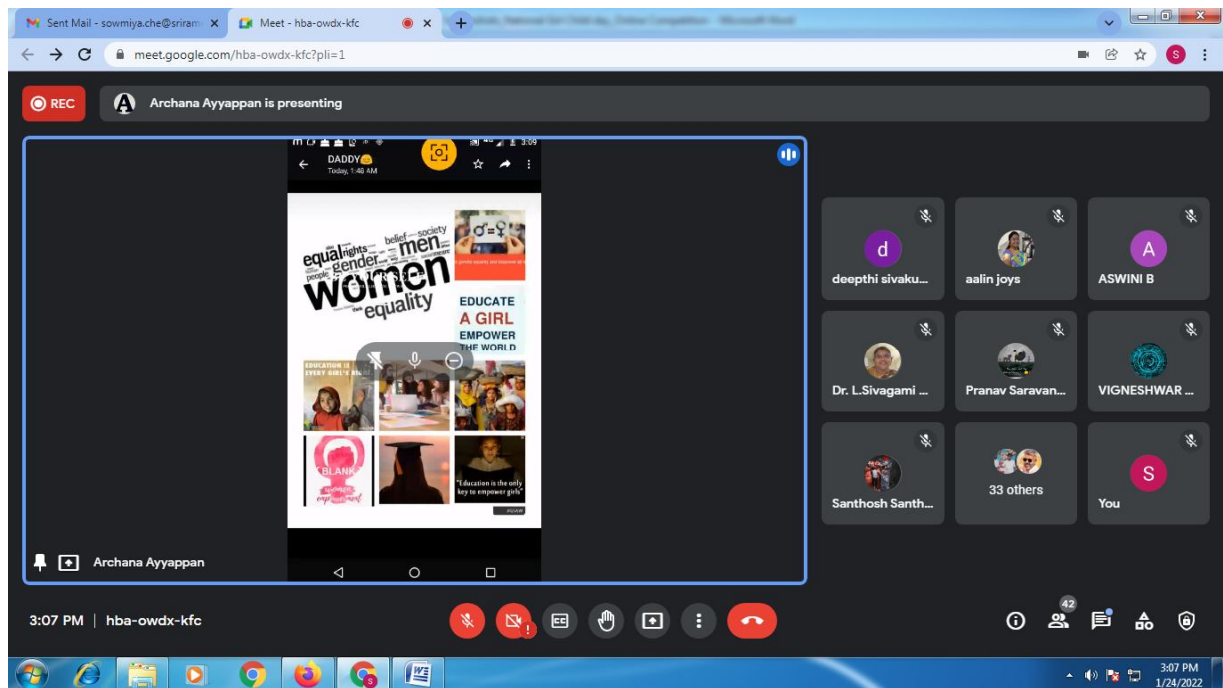 Sent Mail - sowmiya.che@sriram
Meet - hba-owdx-kfc
meet.google.com/hba-owdx-kfc?pli=1
S
REC
Archana Ayyappan is presenting
3:09
DADDY
Today, 1:40 AM
equal rights belief society
people gender men
women
equality
EDUCATE
A GIRL
EMPOWER
THE WORLD
EDUCATION IS
EVERY GIRL'S
BLANK
women
empowerment
"Education is the only
key to empower girls"
d
deepthi sivaku...
aalin joys
A
ASWINI B
Dr. L.Sivagami ...
Pranav Saravan...
VIGNESHWAR ...
Santhosh Santh...
33 others
S
You
Archana Ayyappan
3:07 PM | hba-owdx-kfc
CC
42
3:07 PM
1/24/2022